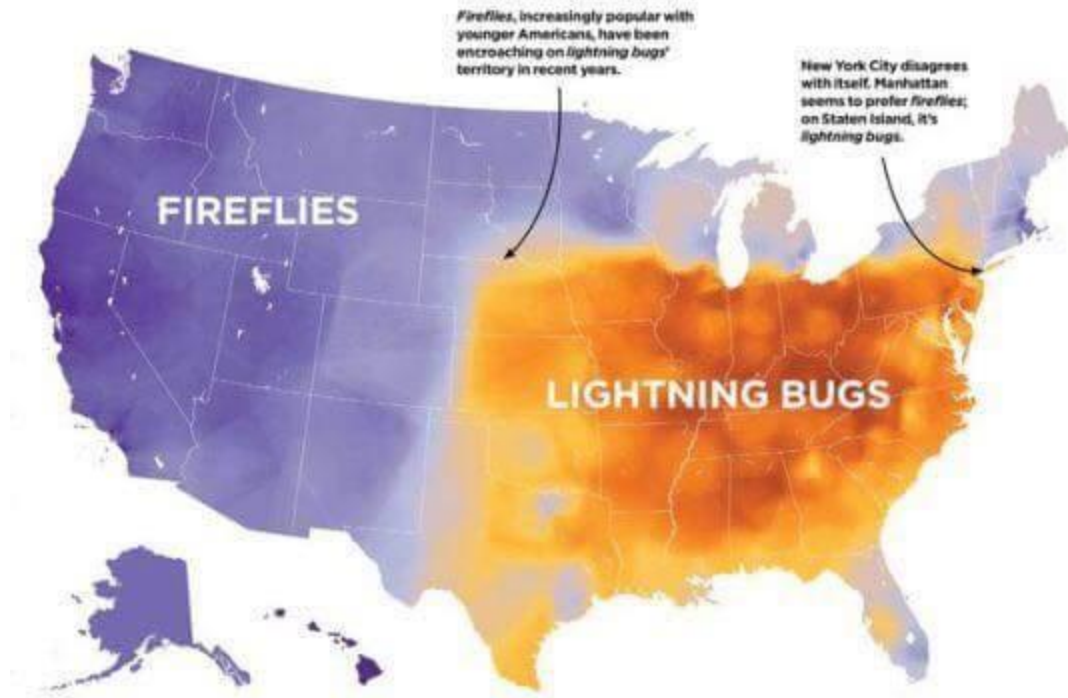 Fireflies, increasingly popular with
younger Americans, have been
encroaching on lightning bugs'
territory in recent years.
New York City disagrees
with itself. Manhattan
seems to prefer fireflies;
on Staten Island, it's
lightning bugs.
FIREFLIES
LIGHTNING BUGS